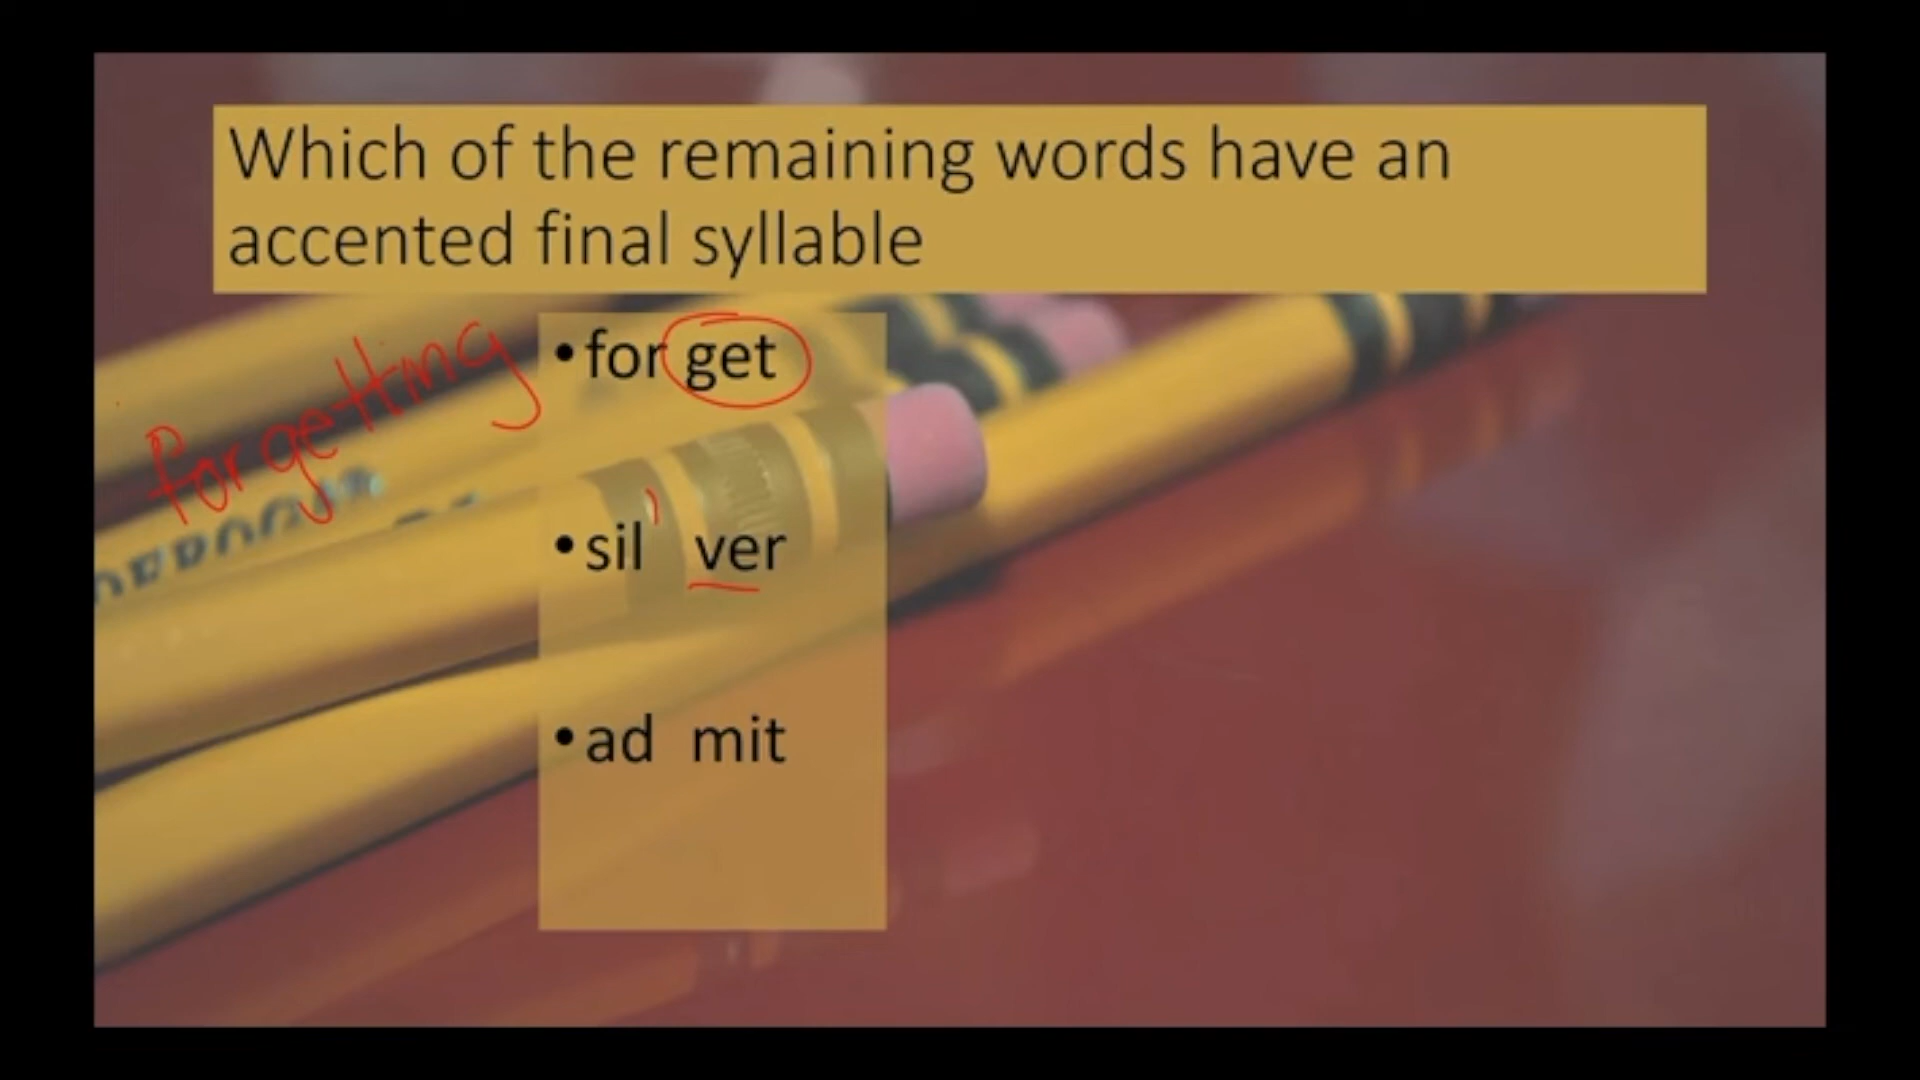 Which of the remaining words have an
accented final syllable
•for get
forgetting
•sil ' ver
•ad mit